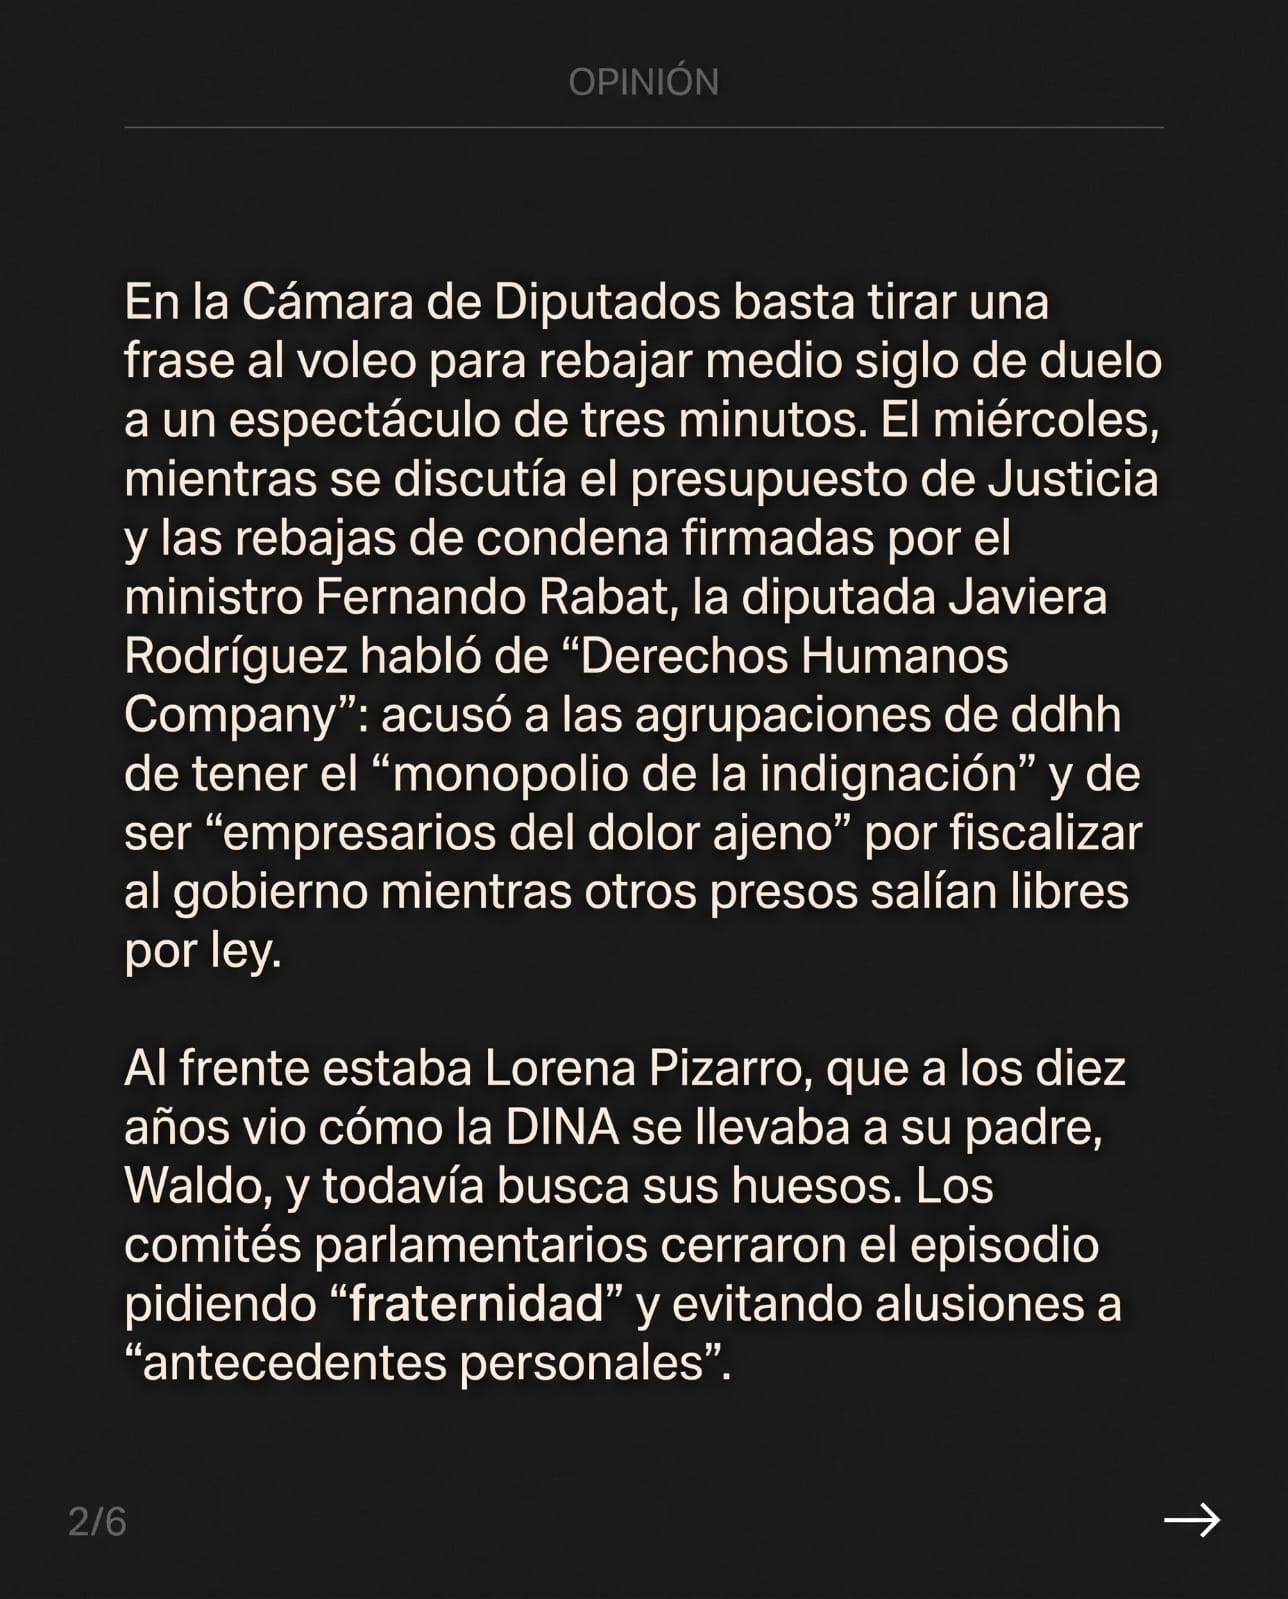 OPINIÓN
En la Cámara de Diputados basta tirar una
frase al voleo para rebajar medio siglo de duelo
a un espectáculo de tres minutos. El miércoles,
mientras se discutía el presupuesto de Justicia
y las rebajas de condena firmadas por el
ministro Fernando Rabat, la diputada Javiera
Rodríguez habló de “Derechos Humanos
Company”: acusó a las agrupaciones de ddhh
de tener el “monopolio de la indignación” y de
ser “empresarios del dolor ajeno” por fiscalizar
al gobierno mientras otros presos salían libres
por ley.
Al frente estaba Lorena Pizarro, que a los diez
años vio cómo la DINA se llevaba a su padre,
Waldo, y todavía busca sus huesos. Los
comités parlamentarios cerraron el episodio
pidiendo “fraternidad” y evitando alusiones a
“antecedentes personales”.
2/6